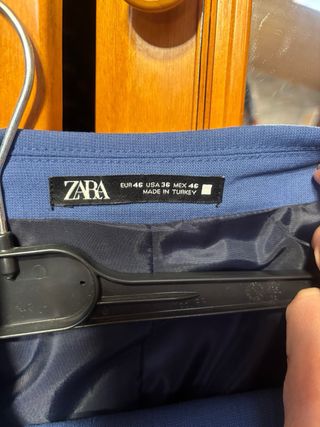 ZARA
EUR 46 USA 36 MEX 46
MADE IN TURKEY